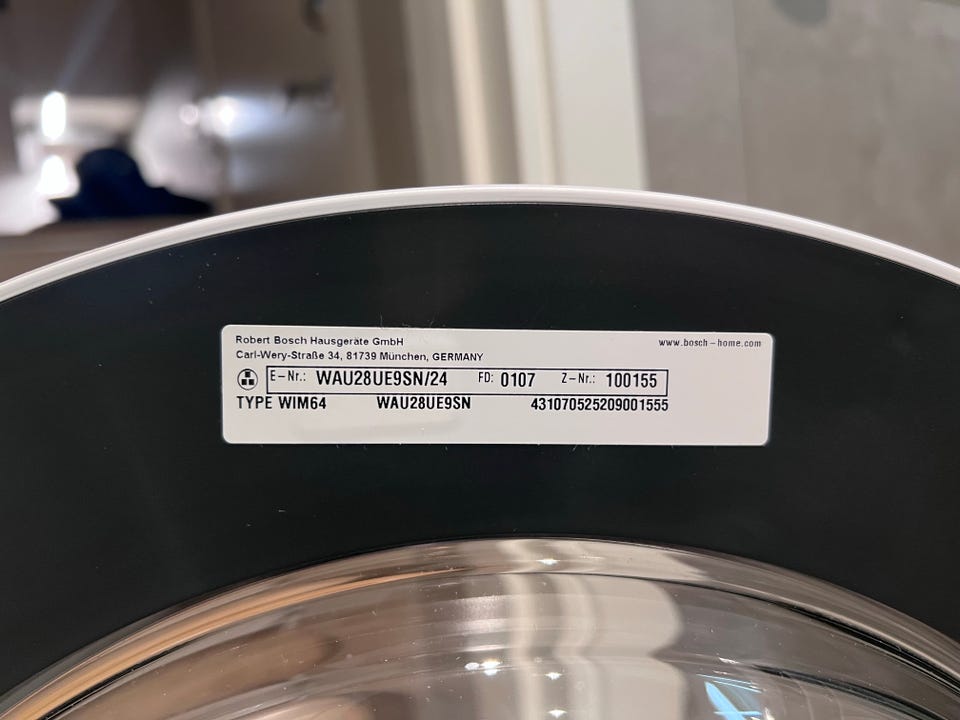 Robert Bosch Hausgeräte GmbH www.bosch-home.com
Carl-Wery-Straße 34, 81739 München, GERMANY
E-Nr.: WAU28UE9SN/24 FD: 0107 Z-Nr.: 100155
TYPE WIM64 WAU28UE9SN 431070525209001555